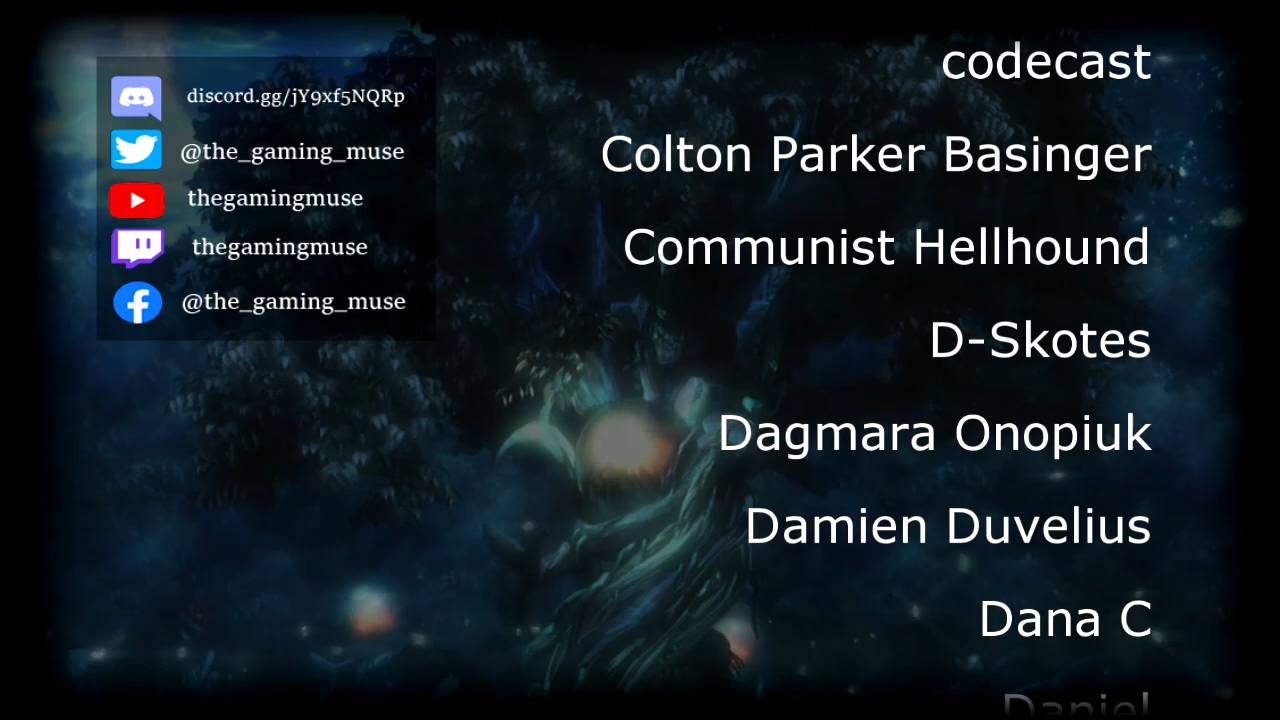 discord.gg/jY9xf5NQRp
@the_gaming_muse
thegamingmuse
thegamingmuse
@the_gaming_muse
codecast
Colton Parker Basinger
Communist Hellhound
D-Skotes
Dagmara Onopiuk
Damien Duvelius
Dana C
Daniel